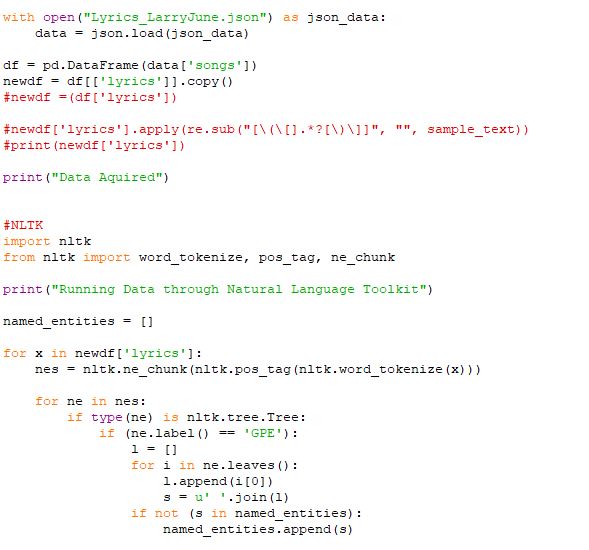 with open("Lyrics_LarryJune.json") as json_data:
    data = json.load(json_data)

df = pd.DataFrame(data['songs'])
newdf = df[['lyrics']].copy()
#newdf =(df['lyrics'])

#newdf['lyrics'].apply(re.sub("[\(\[].*?[\)\]]", "", sample_text))
#print(newdf['lyrics'])

print("Data Aquired")


#NLTK
import nltk
from nltk import word_tokenize, pos_tag, ne_chunk

print("Running Data through Natural Language Toolkit")

named_entities = []

for x in newdf['lyrics']:
    nes = nltk.ne_chunk(nltk.pos_tag(nltk.word_tokenize(x)))

    for ne in nes:
        if type(ne) is nltk.tree.Tree:
            if (ne.label() == 'GPE'):
                l = []
                for i in ne.leaves():
                    l.append(i[0])
                    s = u' '.join(l)
                if not (s in named_entities):
                    named_entities.append(s)